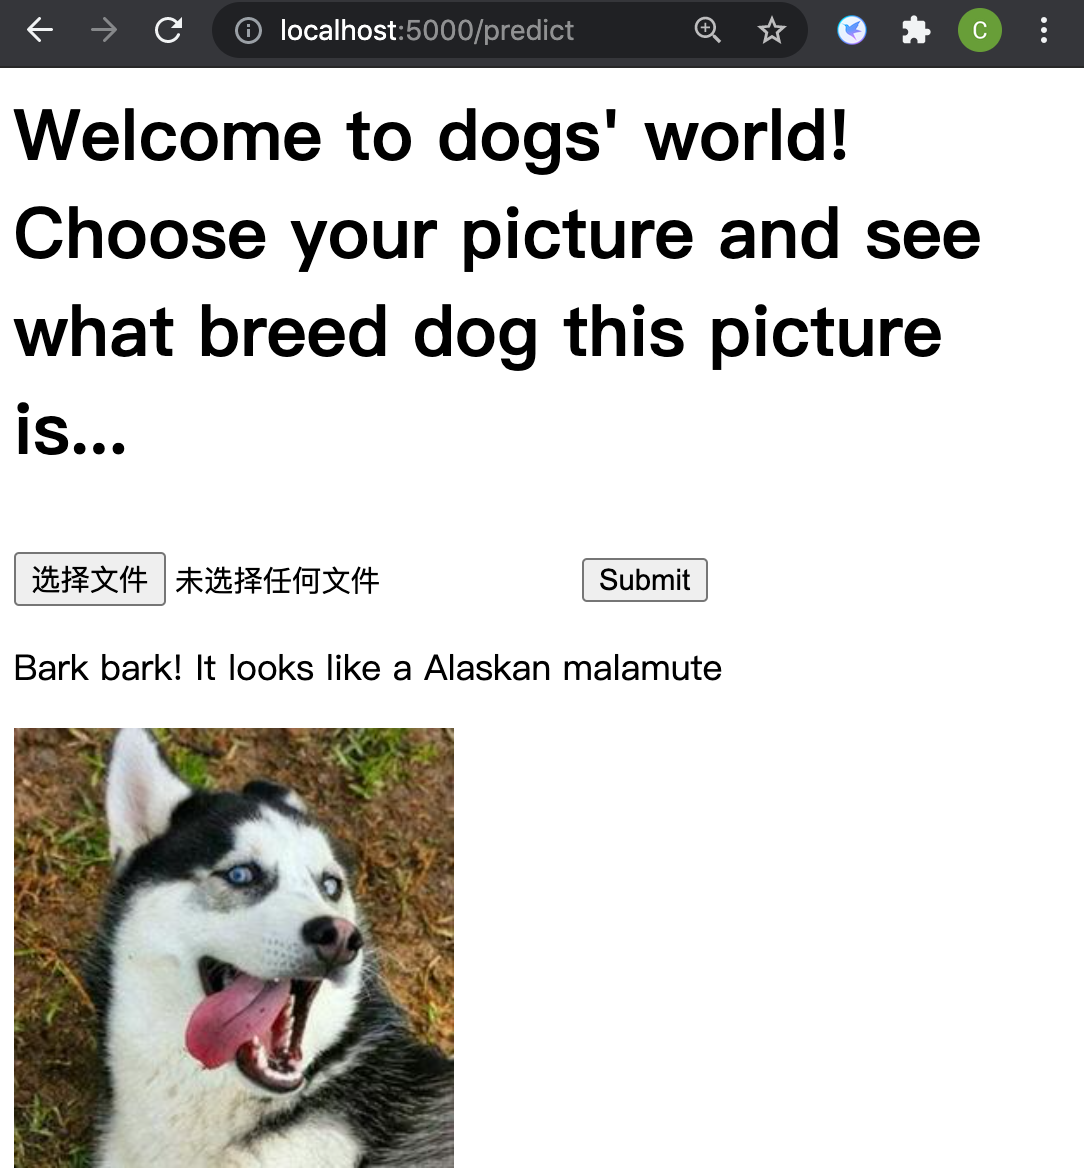 localhost:5000/predict
C
Welcome to dogs' world!
Choose your picture and see
what breed dog this picture
is...
选择文件 未选择任何文件 Submit
Bark bark! It looks like a Alaskan malamute